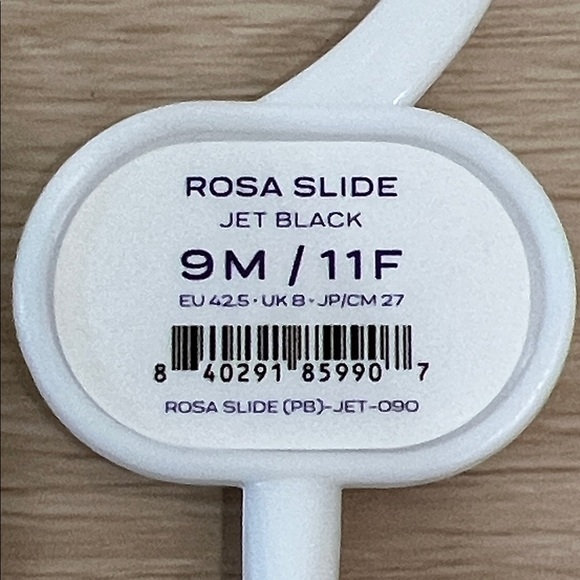 ROSA SLIDE
JET BLACK
9M / 11F
EU 42.5 · UK 8 · JP/CM 27
8 40291 85990 7
ROSA SLIDE (PB)-JET-090